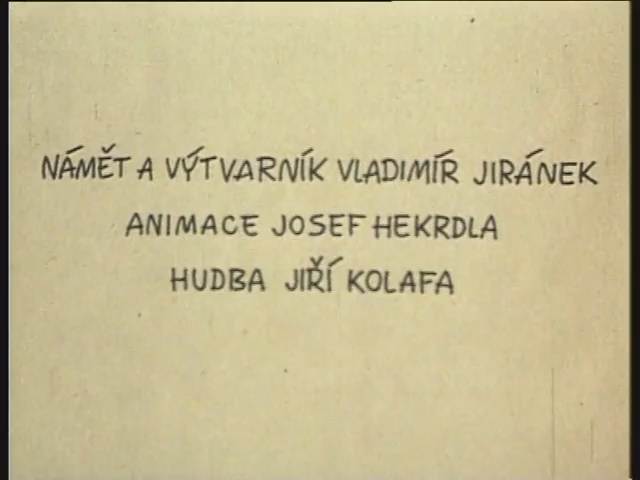 NÁMĚT A VÝTVARNÍK VLADIMÍR JIRÁNEK
ANIMACE JOSEF HEKRDLA
HUDBA JIŘÍ KOLAFA